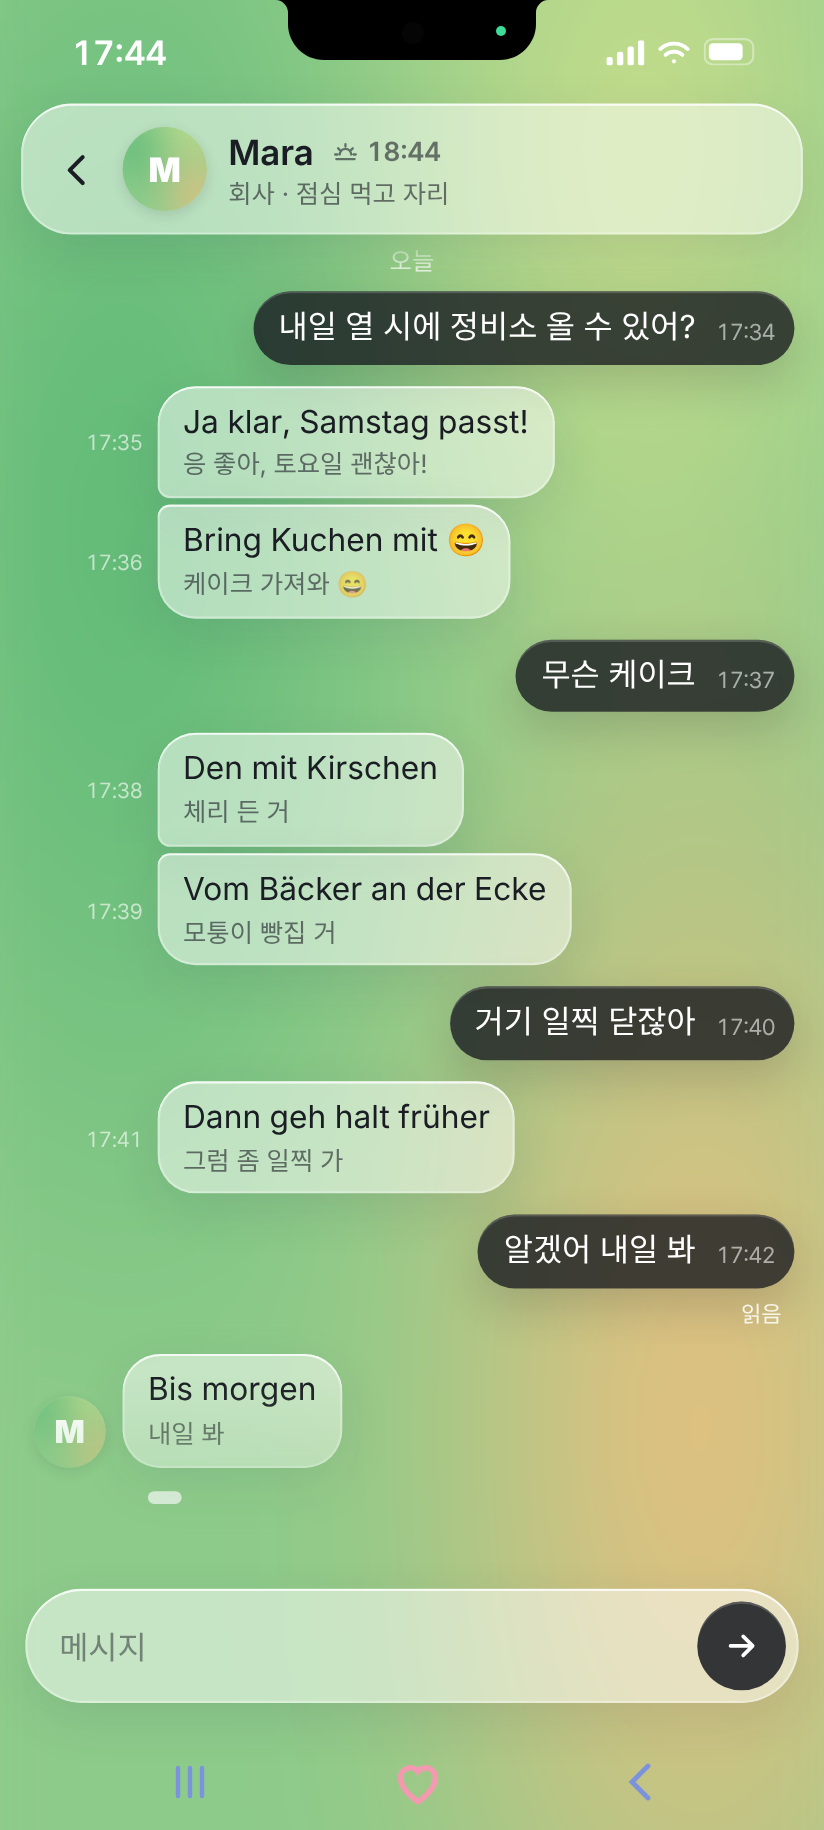 17:44
M
Mara 18:44
회사 · 점심 먹고 자리
오늘
내일 열 시에 정비소 올 수 있어? 17:34
Ja klar, Samstag passt!
17:35
응 좋아, 토요일 괜찮아!
Bring Kuchen mit 😄
17:36
케이크 가져와 😄
무슨 케이크 17:37
Den mit Kirschen
17:38
체리 든 거
Vom Bäcker an der Ecke
17:39
모퉁이 빵집 거
거기 일찍 닫잖아 17:40
Dann geh halt früher
17:41
그럼 좀 일찍 가
알겠어 내일 봐 17:42
읽음
Bis morgen
M
내일 봐
메시지